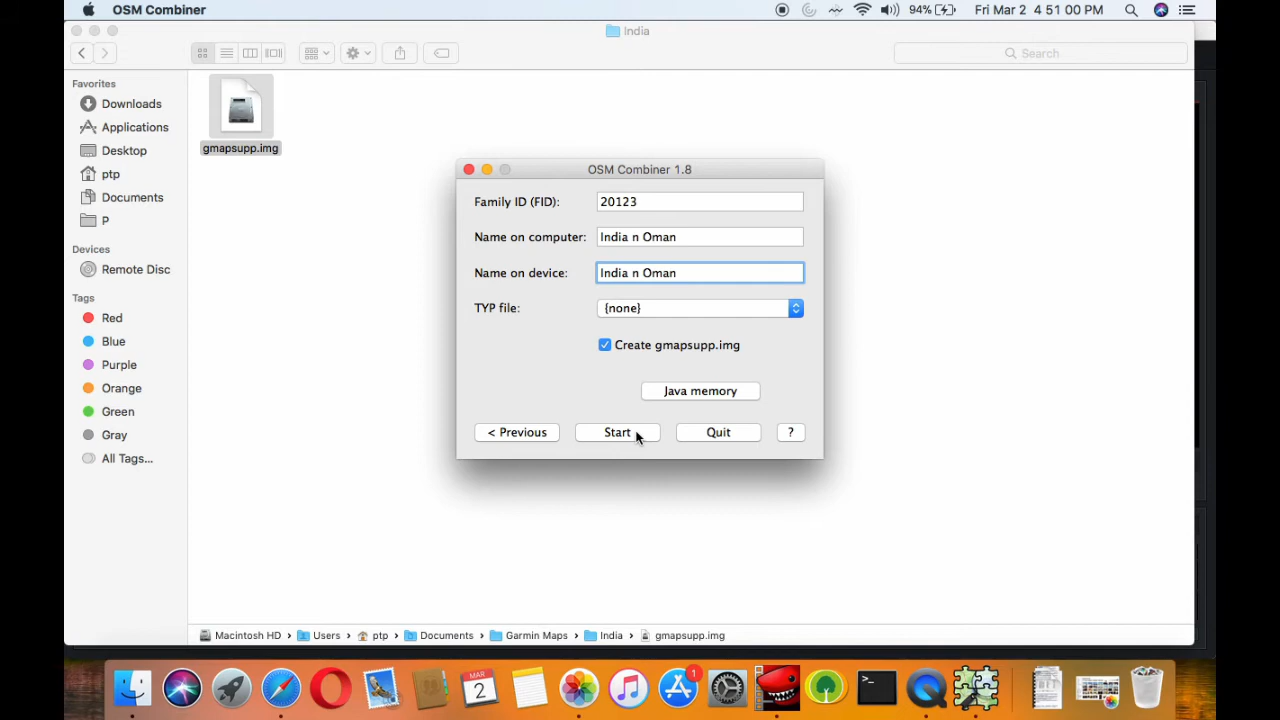 OSM Combiner
94%
Fri Mar 2 4 51 00 PM
India
Search
Favorites
Downloads
Applications
Desktop
ptp
Documents
P
Devices
Remote Disc
Tags
Red
Blue
Purple
Orange
Green
Gray
All Tags...
gmapsupp.img
OSM Combiner 1.8
Family ID (FID): 20123
Name on computer: India n Oman
Name on device: India n Oman
TYP file: {none}
Create gmapsupp.img
Java memory
< Previous Start Quit ?
Macintosh HD › Users › ptp › Documents › Garmin Maps › India › gmapsupp.img
MAR
2
1
>_